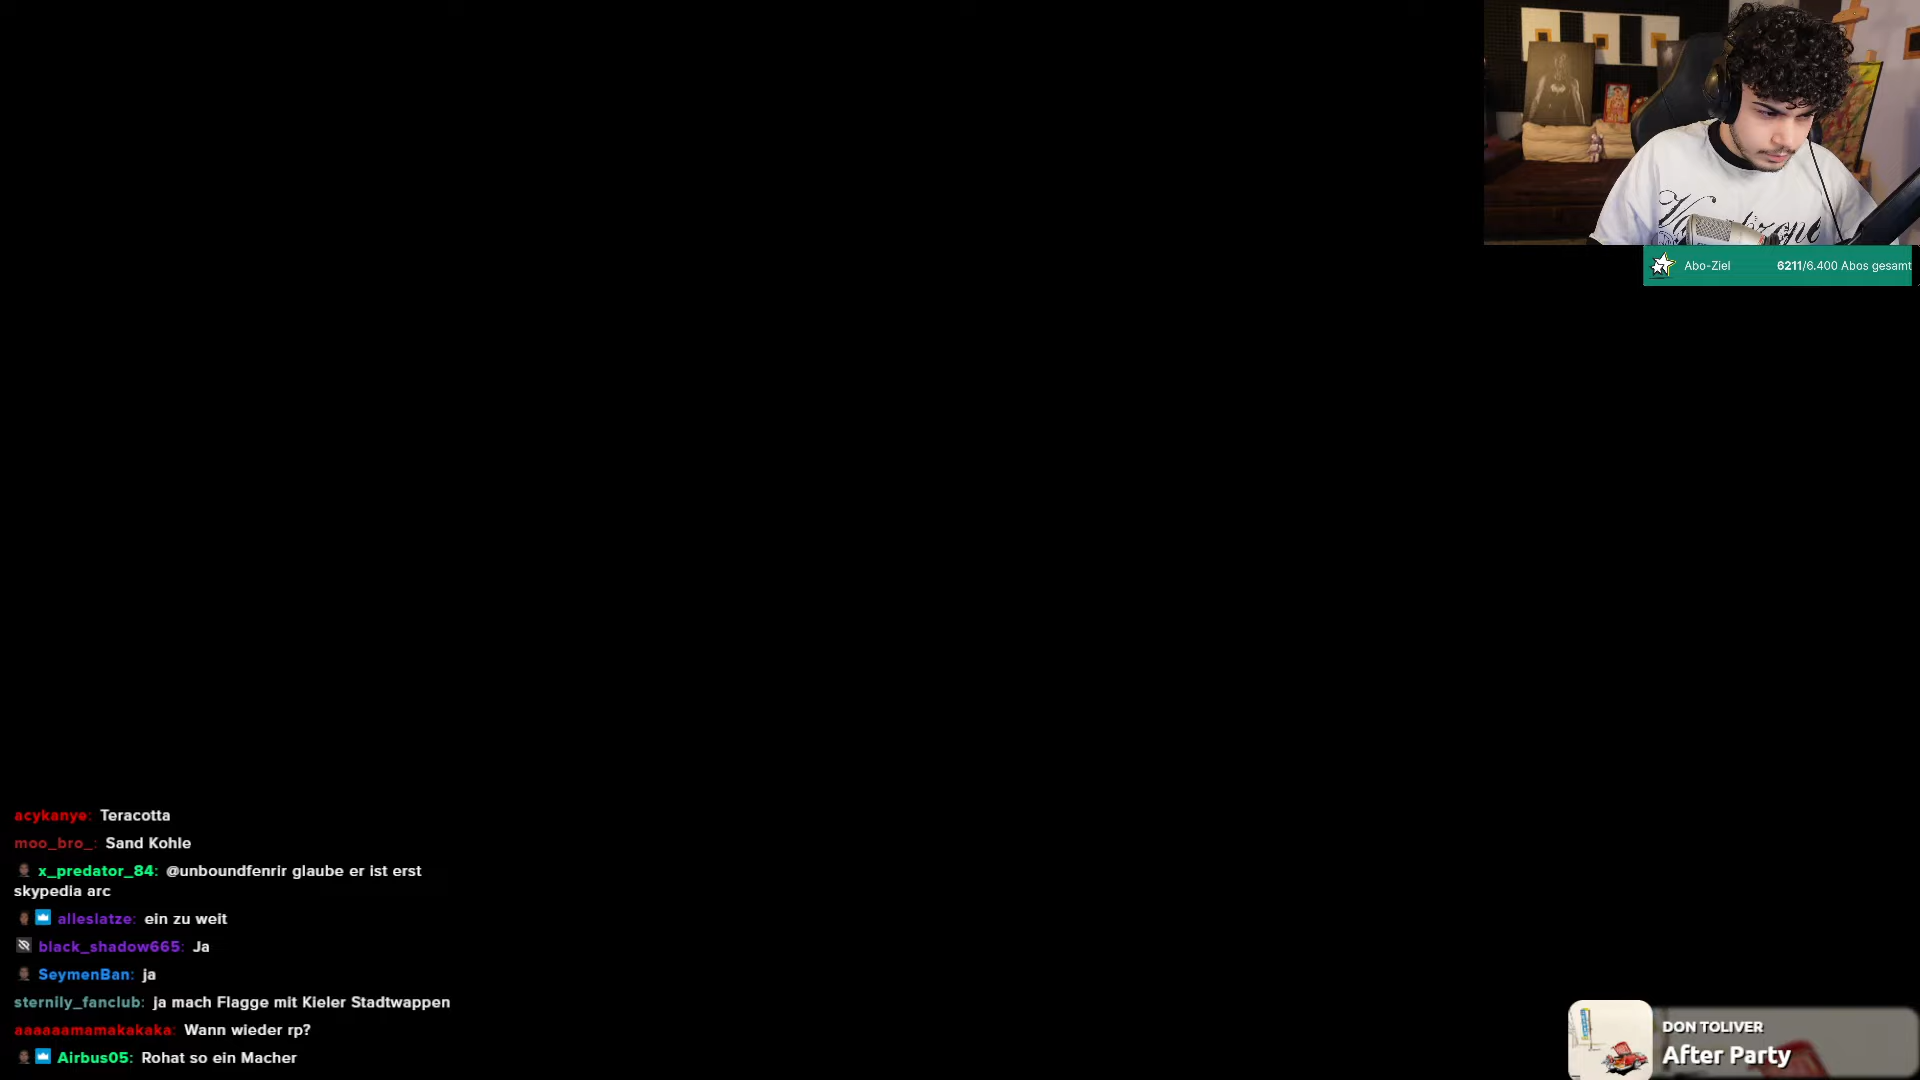 Abo-Ziel 6211/6.400 Abos gesamt
acykanye: Teracotta
moo_bro_: Sand Kohle
x_predator_84: @unboundfenrir glaube er ist erst
skypedia arc
alleslatze: ein zu weit
black_shadow665: Ja
SeymenBan: ja
sternily_fanclub: ja mach Flagge mit Kieler Stadtwappen
aaaaaamamakakaka: Wann wieder rp?
Airbus05: Rohat so ein Macher
DON TOLIVER
After Party